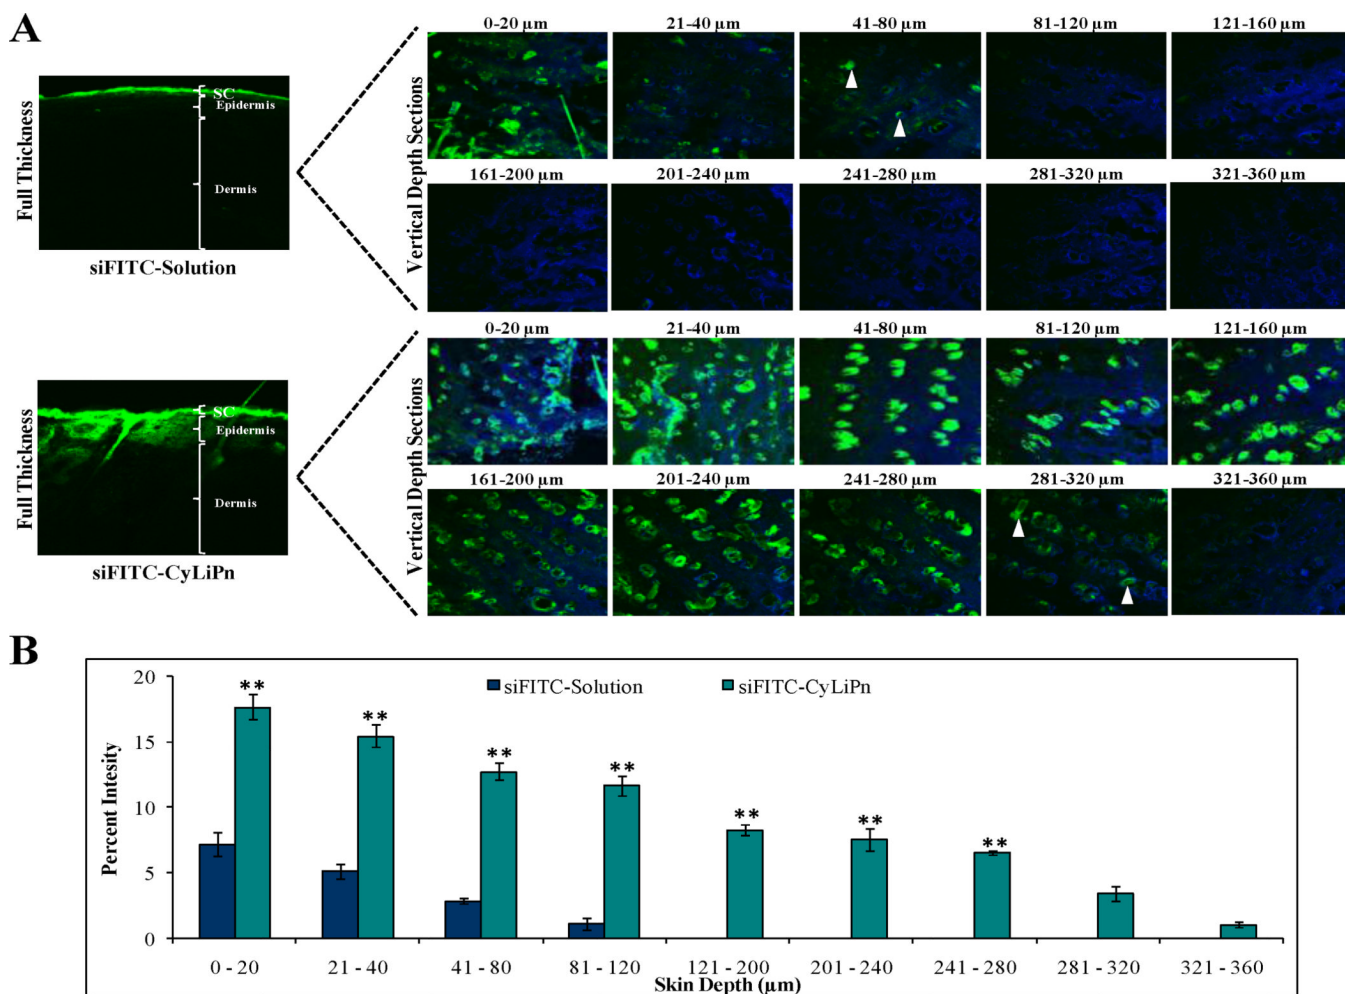 A
0-20 µm
21-40 µm
41-80 µm
81-120 µm
121-160 µm
Full Thickness
SC
Epidermis
Dermis
siFITC-Solution
Vertical Depth Sections
161-200 µm
201-240 µm
241-280 µm
281-320 µm
321-360 µm
0-20 µm
21-40 µm
41-80 µm
81-120 µm
121-160 µm
Full Thickness
SC
Epidermis
Dermis
siFITC-CyLiPn
Vertical Depth Sections
161-200 µm
201-240 µm
241-280 µm
281-320 µm
321-360 µm
B
Percent Intesity
20
15
10
5
0
siFITC-Solution
siFITC-CyLiPn
**
**
**
**
**
**
**
0 - 20
21 - 40
41 - 80
81 - 120
121 - 200
201 - 240
241 - 280
281 - 320
321 - 360
Skin Depth (µm)